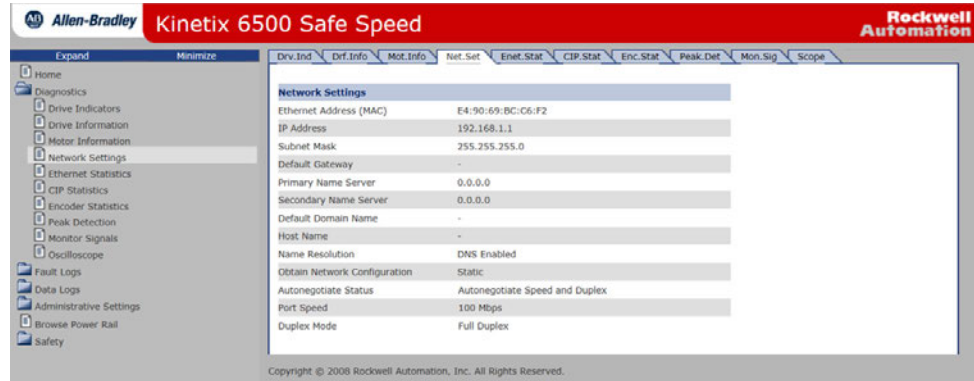 AB Allen-Bradley
Kinetix 6500 Safe Speed
Rockwell
Automation
Expand Minimize
Home
Diagnostics
Drive Indicators
Drive Information
Motor Information
Network Settings
Ethernet Statistics
CIP Statistics
Encoder Statistics
Peak Detection
Monitor Signals
Oscilloscope
Fault Logs
Data Logs
Administrative Settings
Browse Power Rail
Safety
Drv.Ind Drf.Info Mot.Info Net.Set Enet.Stat CIP.Stat Enc.Stat Peak.Det Mon.Sig Scope
Network Settings
Ethernet Address (MAC) E4:90:69:BC:C6:F2
IP Address 192.168.1.1
Subnet Mask 255.255.255.0
Default Gateway -
Primary Name Server 0.0.0.0
Secondary Name Server 0.0.0.0
Default Domain Name -
Host Name -
Name Resolution DNS Enabled
Obtain Network Configuration Static
Autonegotiate Status Autonegotiate Speed and Duplex
Port Speed 100 Mbps
Duplex Mode Full Duplex
Copyright © 2008 Rockwell Automation, Inc. All Rights Reserved.